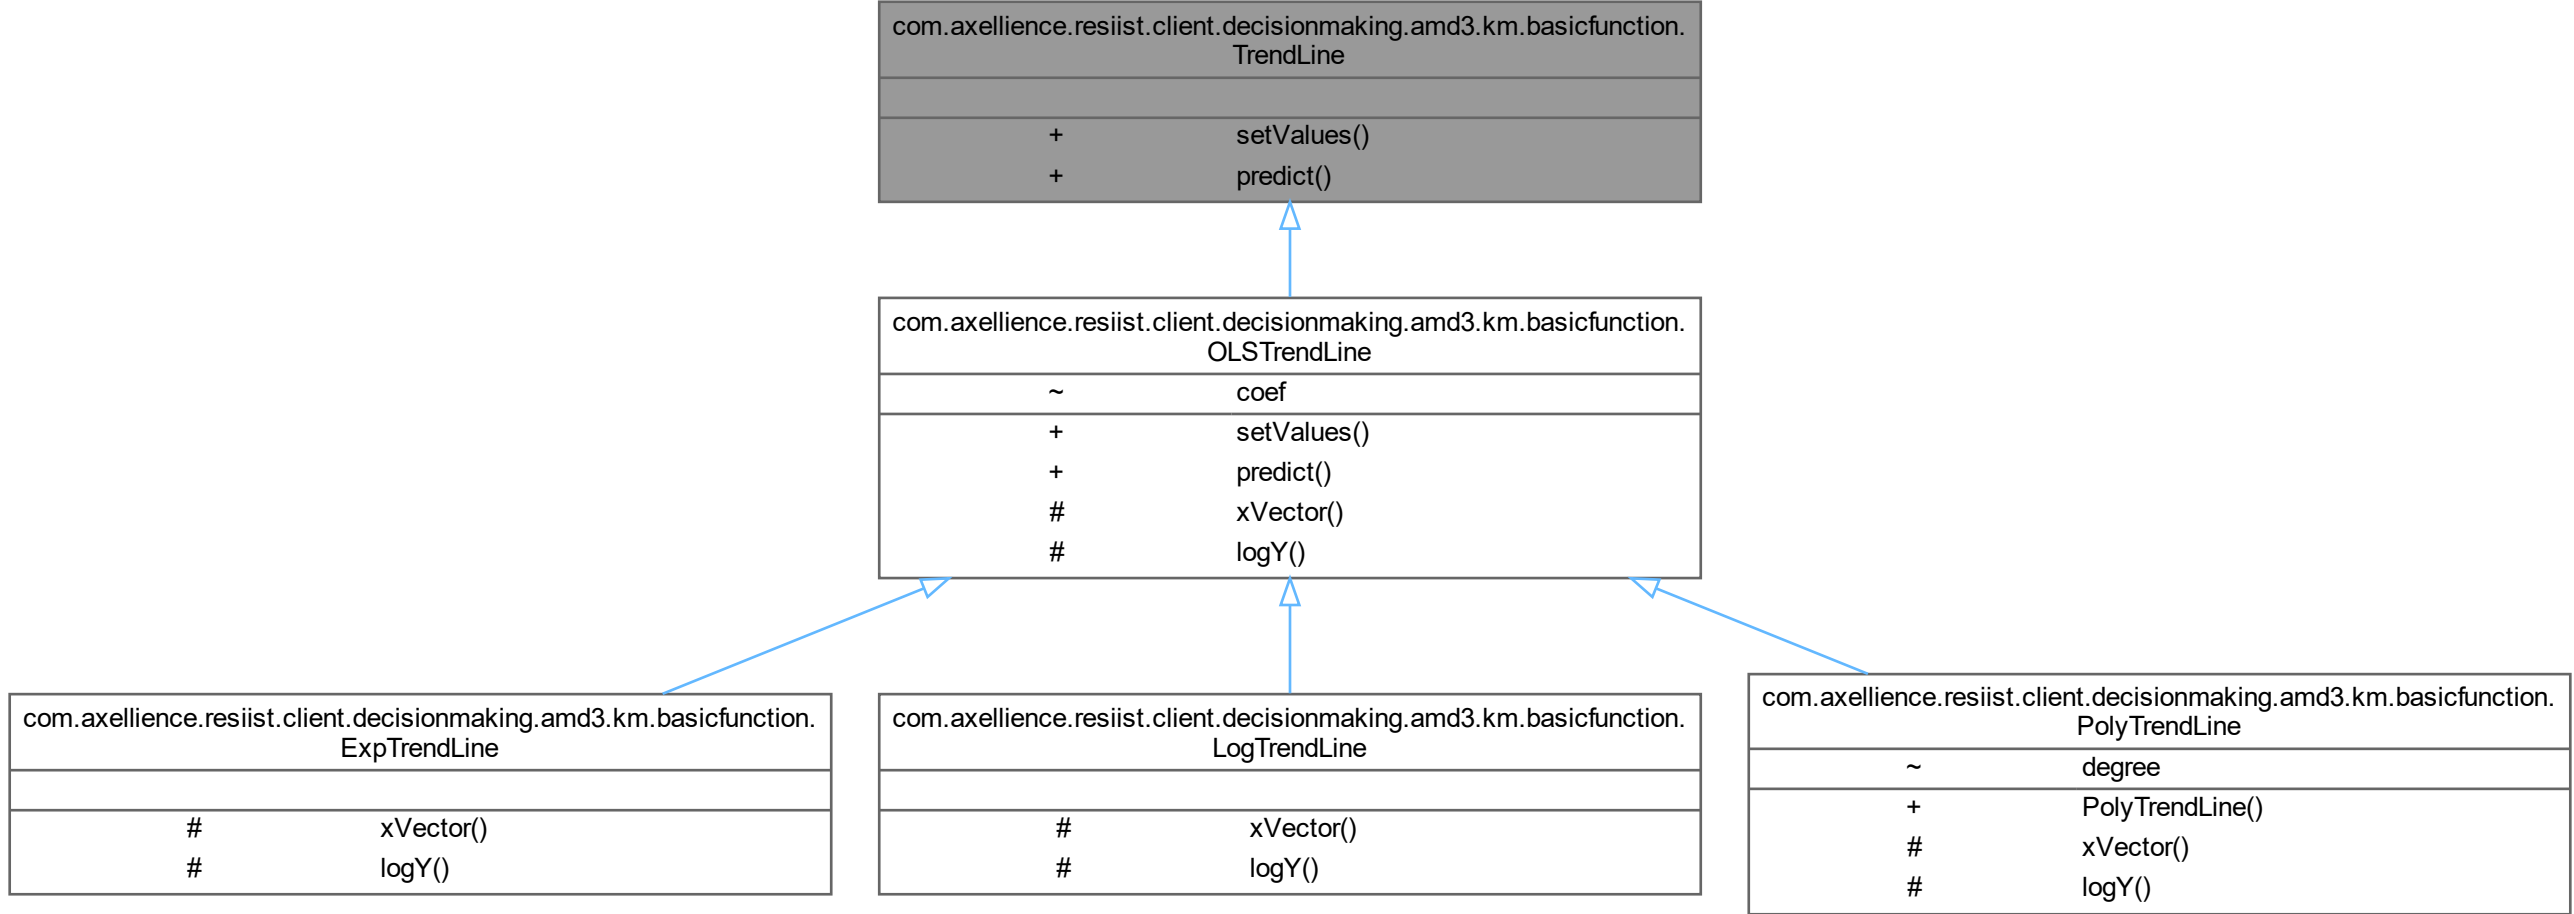 com.axellience.resiist.client.decisionmaking.amd3.km.basicfunction.
TrendLine
+ setValues()
+ predict()
com.axellience.resiist.client.decisionmaking.amd3.km.basicfunction.
OLSTrendLine
~ coef
+ setValues()
+ predict()
# xVector()
# logY()
com.axellience.resiist.client.decisionmaking.amd3.km.basicfunction.
ExpTrendLine
# xVector()
# logY()
com.axellience.resiist.client.decisionmaking.amd3.km.basicfunction.
LogTrendLine
# xVector()
# logY()
com.axellience.resiist.client.decisionmaking.amd3.km.basicfunction.
PolyTrendLine
~ degree
+ PolyTrendLine()
# xVector()
# logY()